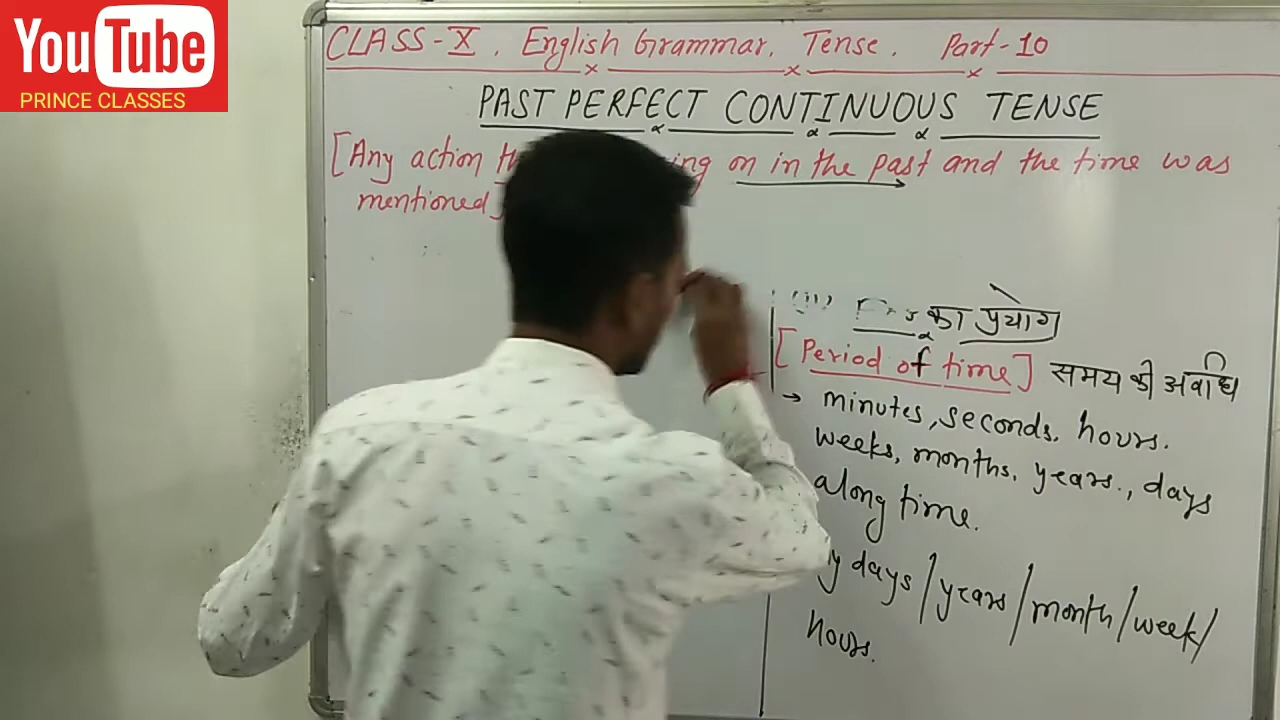 YouTube
PRINCE CLASSES
CLASS-X. English Grammar. Tense. Part-10
PAST PERFECT CONTINUOUS TENSE
[Any action on in the past and the time was
mentioned]
(ii) का प्रयोग
[Period of time] समय की अवधि
→ minutes, seconds. hours.
weeks, months. years., days
along time.
days/years/month/week/
hours.